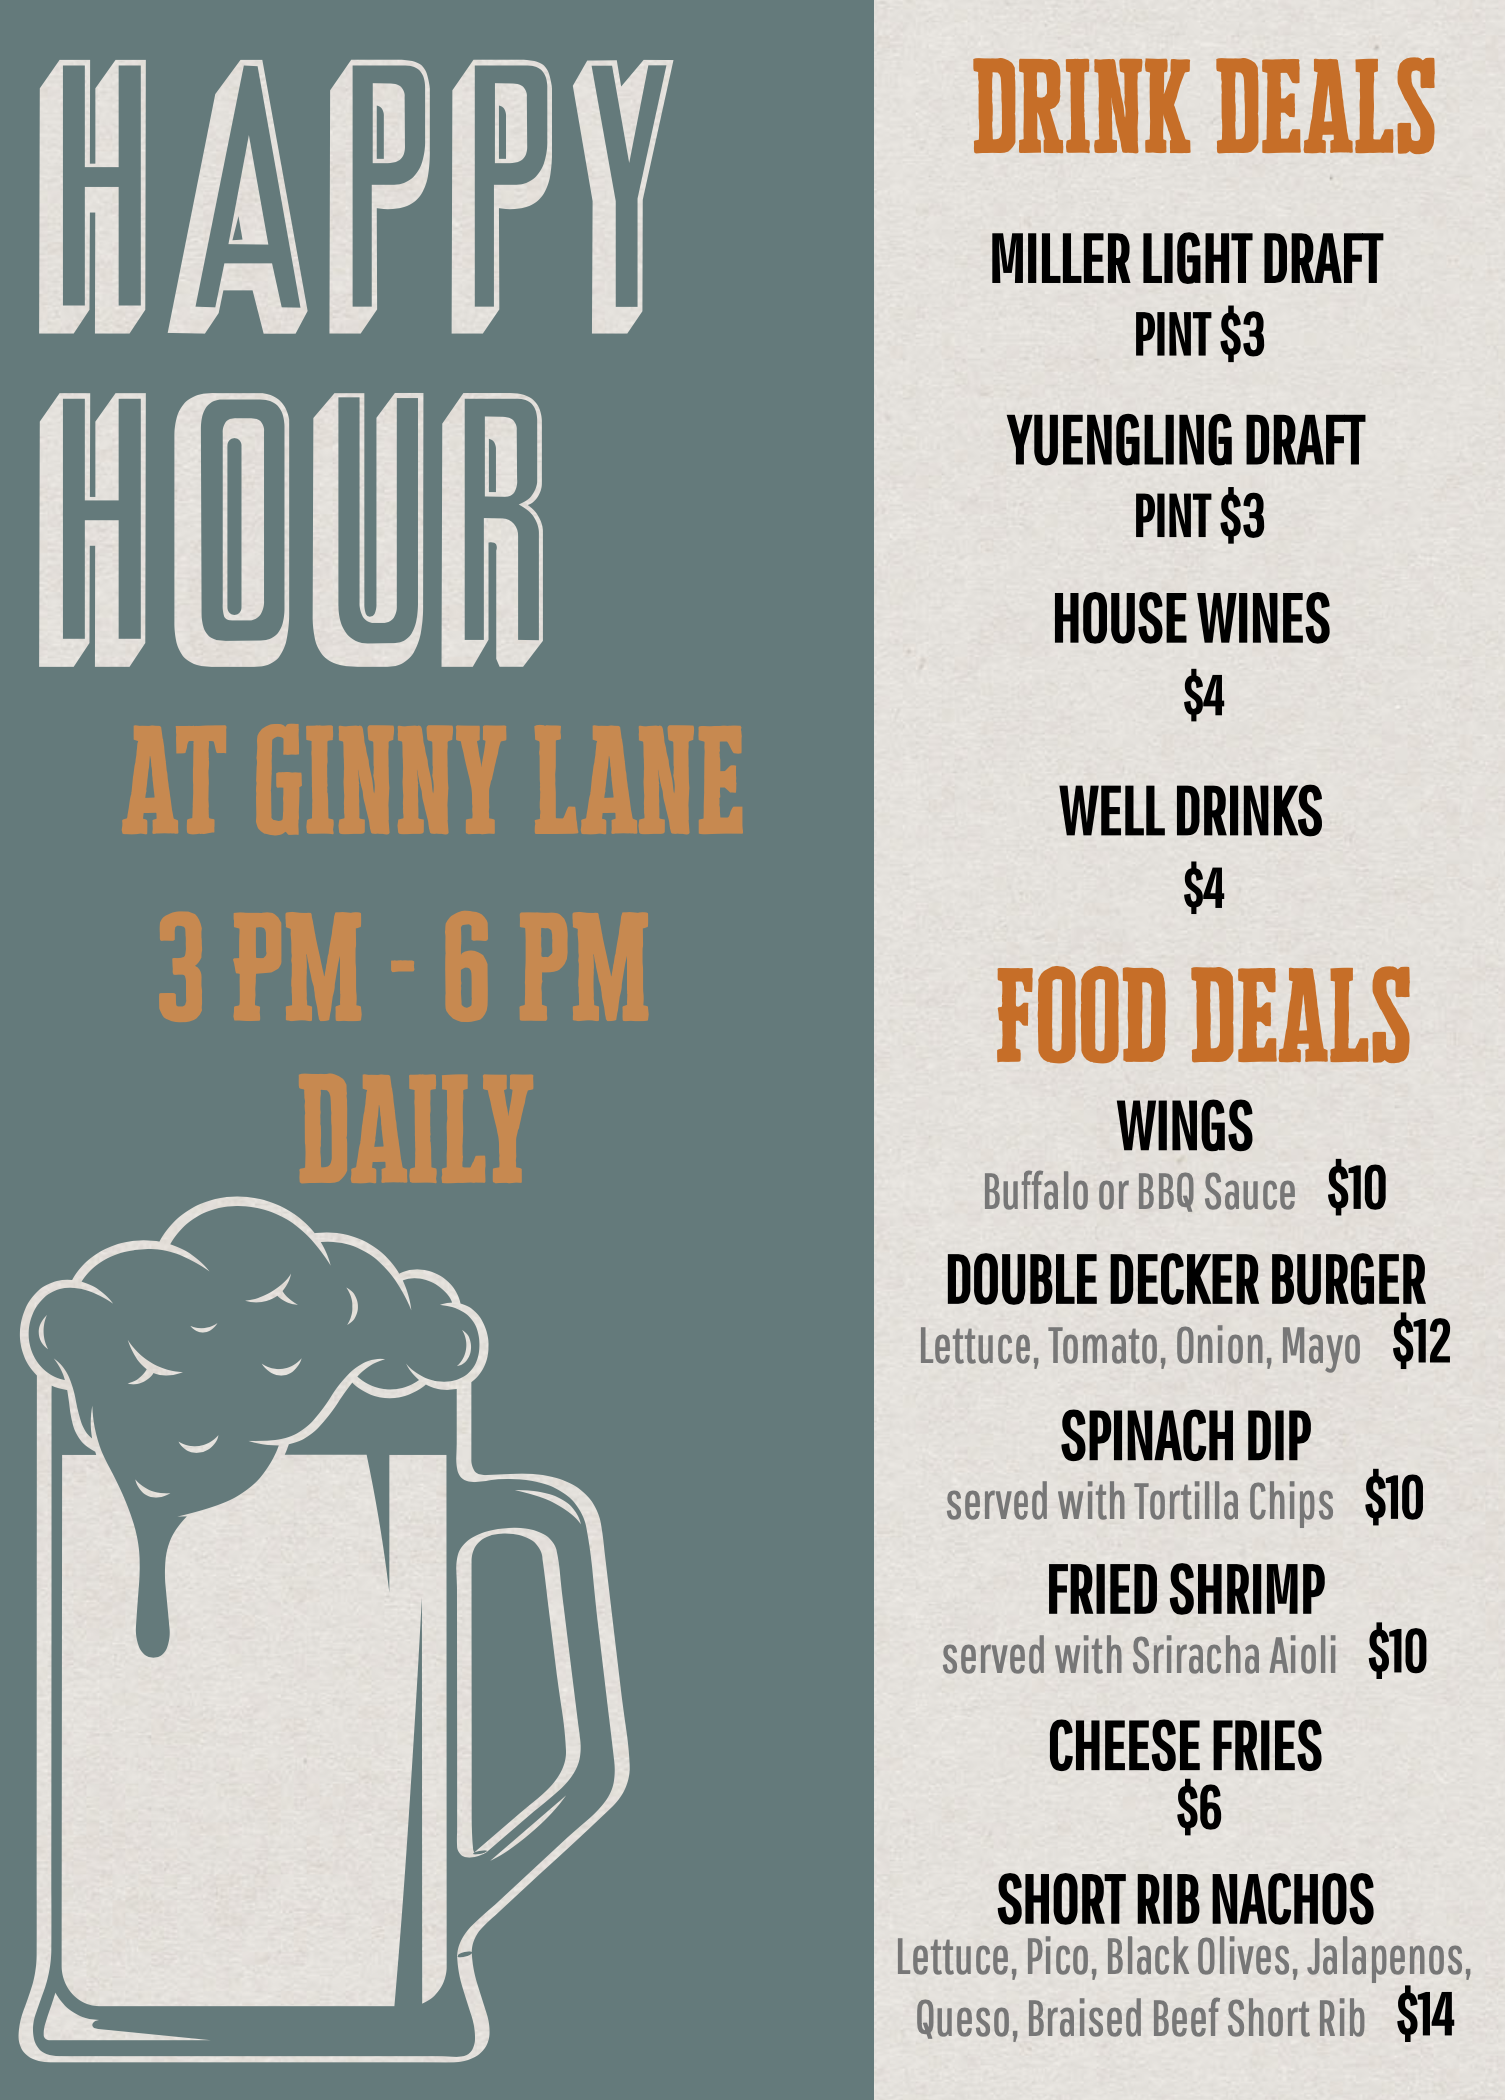 HAPPY
HOUR
AT GINNY LANE
3 PM - 6 PM
DAILY
DRINK DEALS
MILLER LIGHT DRAFT
PINT $3
YUENGLING DRAFT
PINT $3
HOUSE WINES
$4
WELL DRINKS
$4
FOOD DEALS
WINGS
Buffalo or BBQ Sauce $10
DOUBLE DECKER BURGER
Lettuce, Tomato, Onion, Mayo $12
SPINACH DIP
served with Tortilla Chips $10
FRIED SHRIMP
served with Sriracha Aioli $10
CHEESE FRIES
$6
SHORT RIB NACHOS
Lettuce, Pico, Black Olives, Jalapenos,
Queso, Braised Beef Short Rib $14